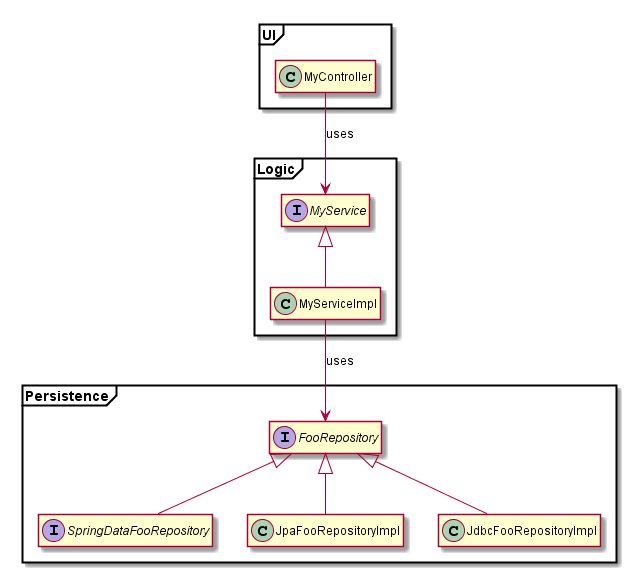 UI
C MyController
uses
Logic
I MyService
C MyServiceImpl
uses
Persistence
I FooRepository
I SpringDataFooRepository
C JpaFooRepositoryImpl
C JdbcFooRepositoryImpl